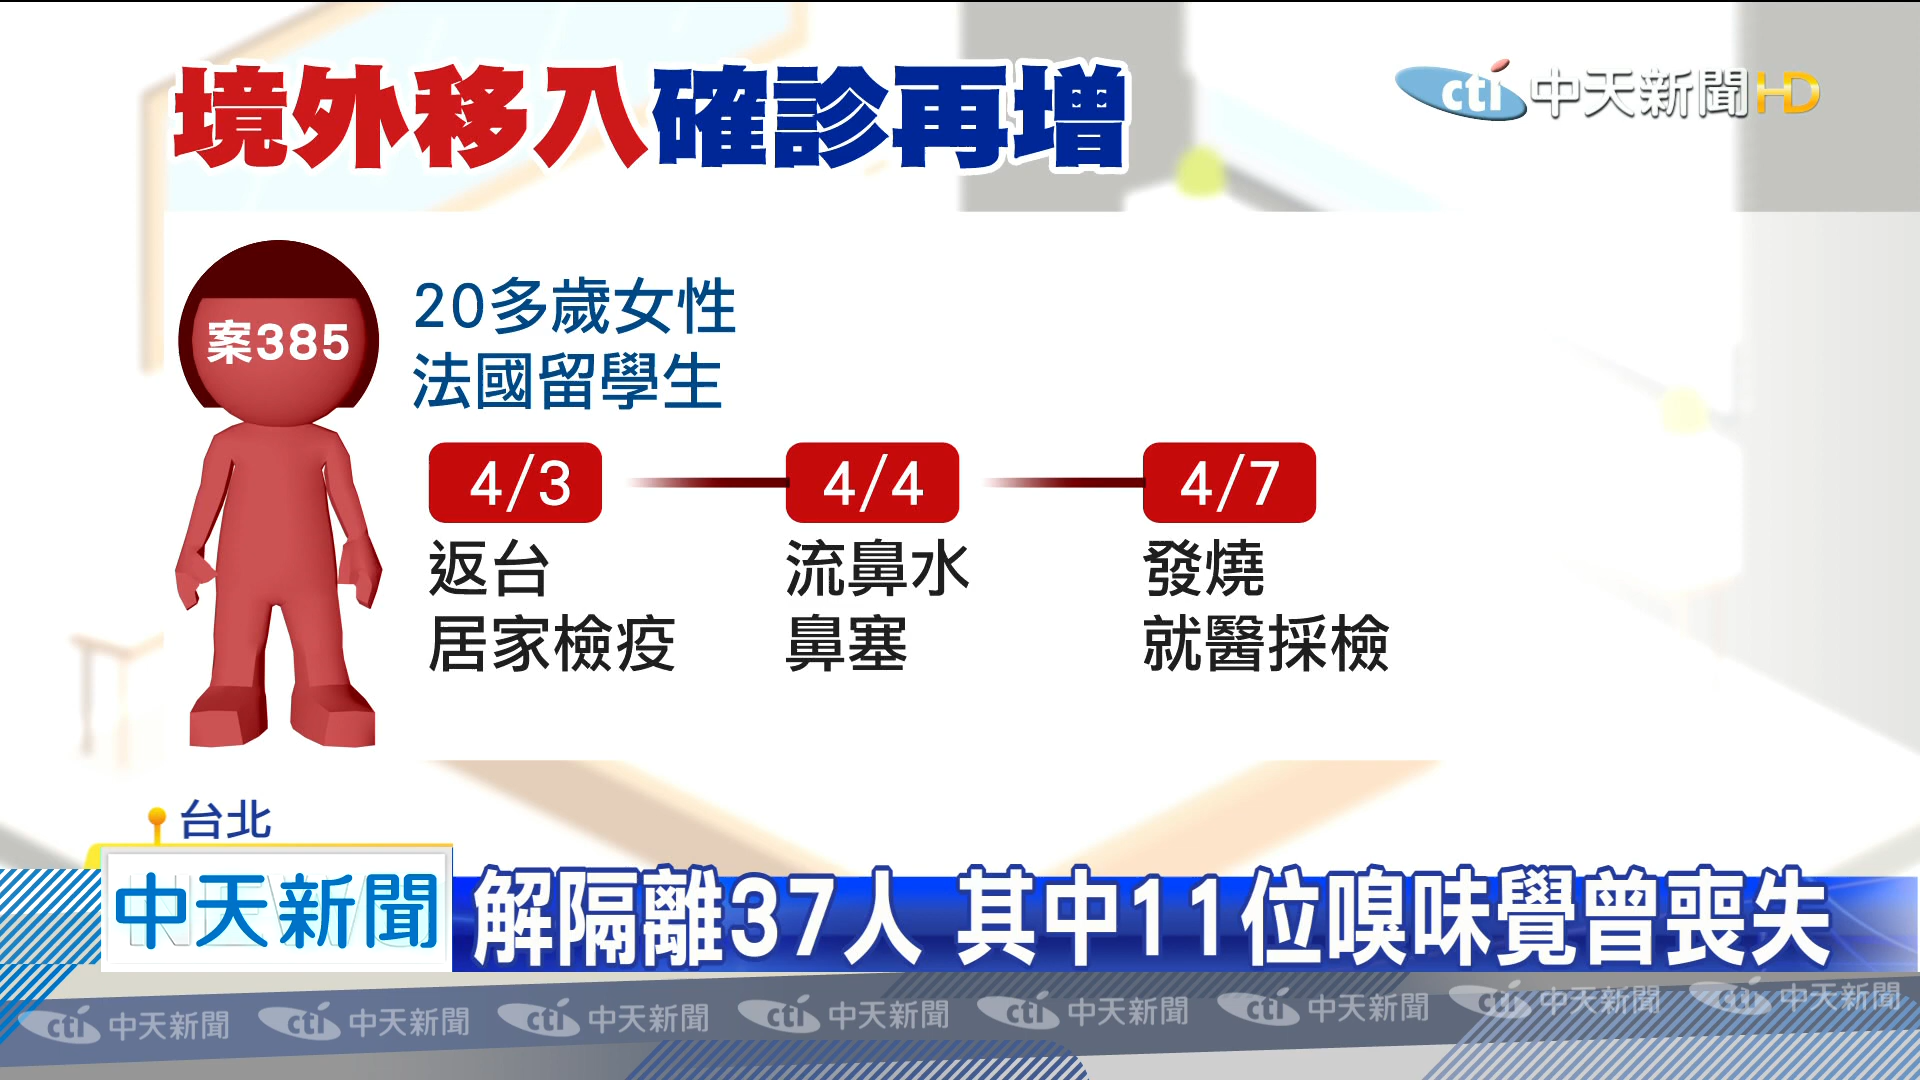 境外移入確診再增
cti 中天新聞HD
案385
20多歲女性
法國留學生
4/3
4/4
4/7
返台
居家檢疫
流鼻水
鼻塞
發燒
就醫採檢
台北
NEWS
中天新聞
解隔離37人 其中11位嗅味覺曾喪失
cti 中天新聞 cti 中天新聞 cti 中天新聞 cti 中天新聞 cti 中天新聞 cti 中天新聞 cti 中天新聞 cti 中天新聞